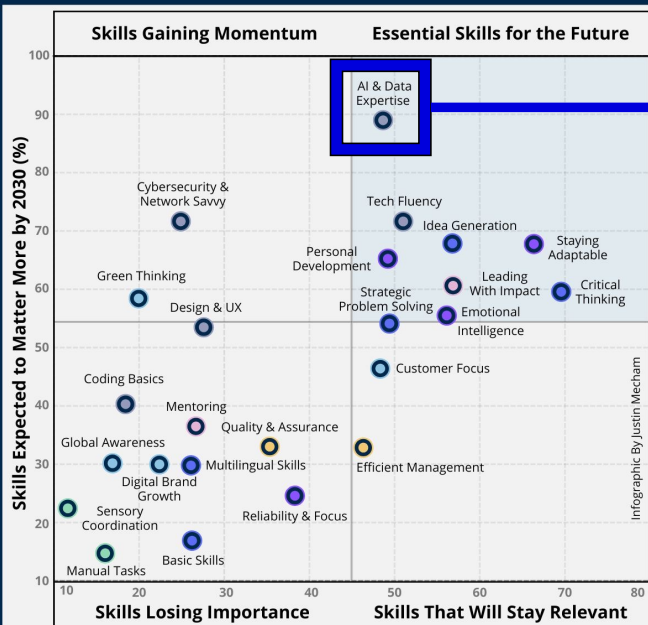 Skills Gaining Momentum
Essential Skills for the Future
Skills Expected to Matter More by 2030 (%)
100
90
80
70
60
50
40
30
20
10
AI & Data
Expertise
Cybersecurity &
Network Savvy
Tech Fluency
Idea Generation
Staying
Adaptable
Personal
Development
Green Thinking
Leading
With Impact
Critical
Thinking
Strategic
Problem Solving
Design & UX
Emotional
Intelligence
Customer Focus
Coding Basics
Mentoring
Quality & Assurance
Global Awareness
Multilingual Skills
Efficient Management
Digital Brand
Growth
Reliability & Focus
Sensory
Coordination
Basic Skills
Manual Tasks
Infographic By Justin Mecham
10
20
30
40
50
60
70
80
Skills Losing Importance
Skills That Will Stay Relevant